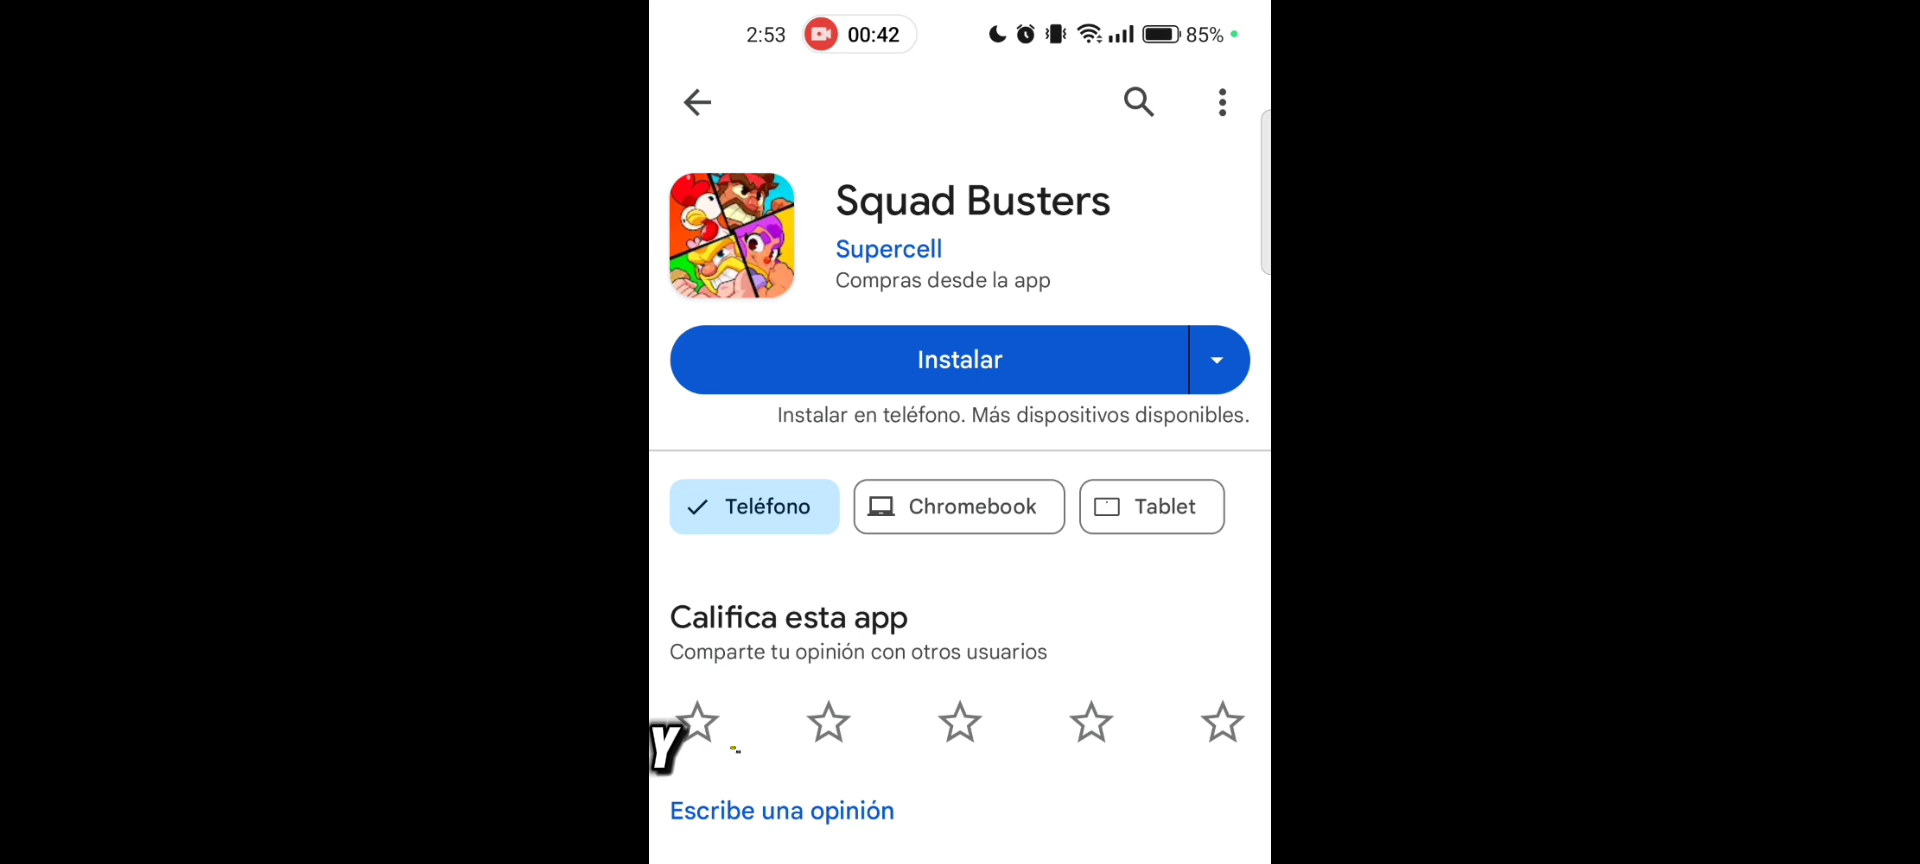 2:53 00:42 85%
Squad Busters
Supercell
Compras desde la app
Instalar
Instalar en teléfono. Más dispositivos disponibles.
Teléfono Chromebook Tablet
Califica esta app
Comparte tu opinión con otros usuarios
Y
Escribe una opinión